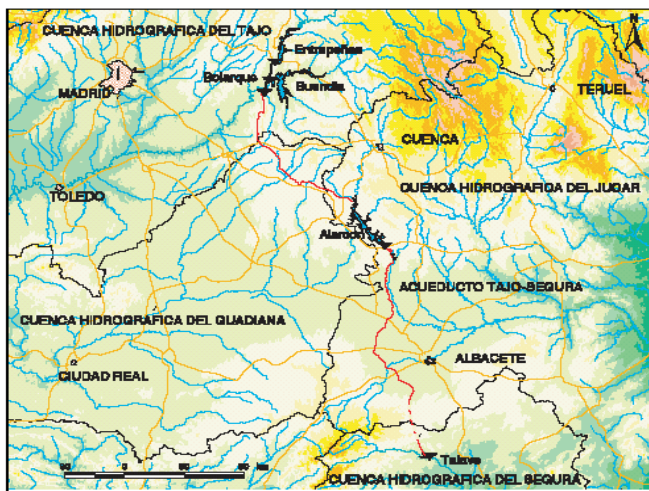 CUENCA HIDROGRAFICA DEL TAJO
N
Entrepeñas
Bolarque
Buendia
MADRID
TERUEL
CUENCA
TOLEDO
CUENCA HIDROGRAFICA DEL JUCAR
Alarcon
ACUEDUCTO TAJO-SEGURA
CUENCA HIDROGRAFICA DEL GUADIANA
ALBACETE
CIUDAD REAL
Talave
CUENCA HIDROGRAFICA DEL SEGURA